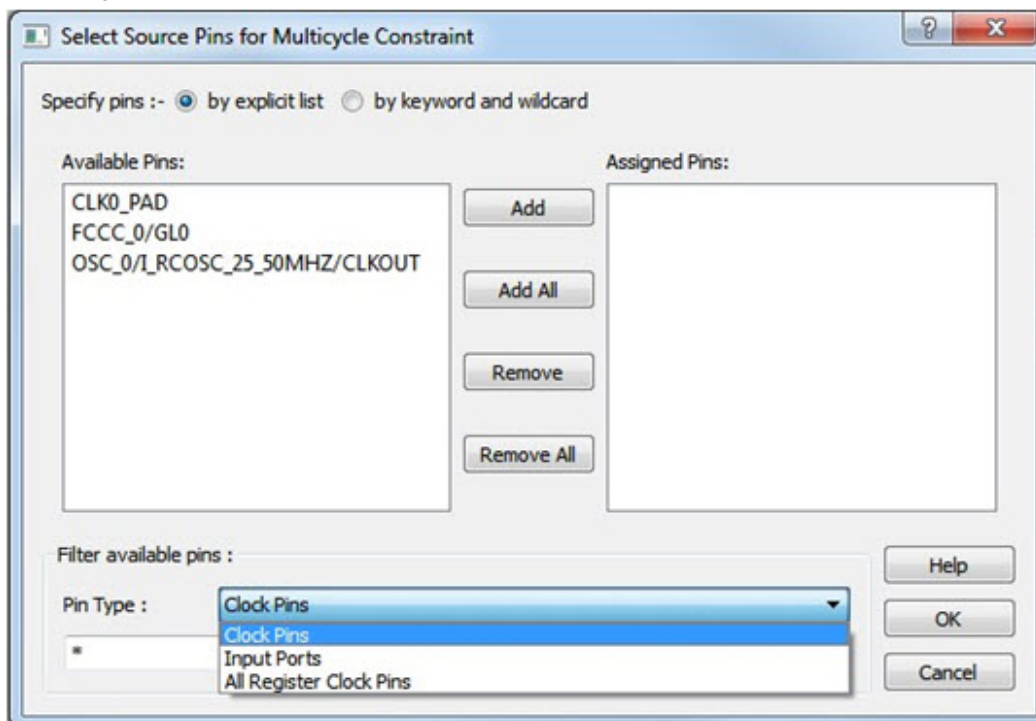 Select Source Pins for Multicycle Constraint
Specify pins :- by explicit list by keyword and wildcard
Available Pins:
Assigned Pins:
CLK0_PAD
FCCC_0/GL0
OSC_0/I_RCOSC_25_50MHZ/CLKOUT
Add
Add All
Remove
Remove All
Filter available pins :
Pin Type :
Clock Pins
Clock Pins
Input Ports
All Register Clock Pins
*
Help
OK
Cancel